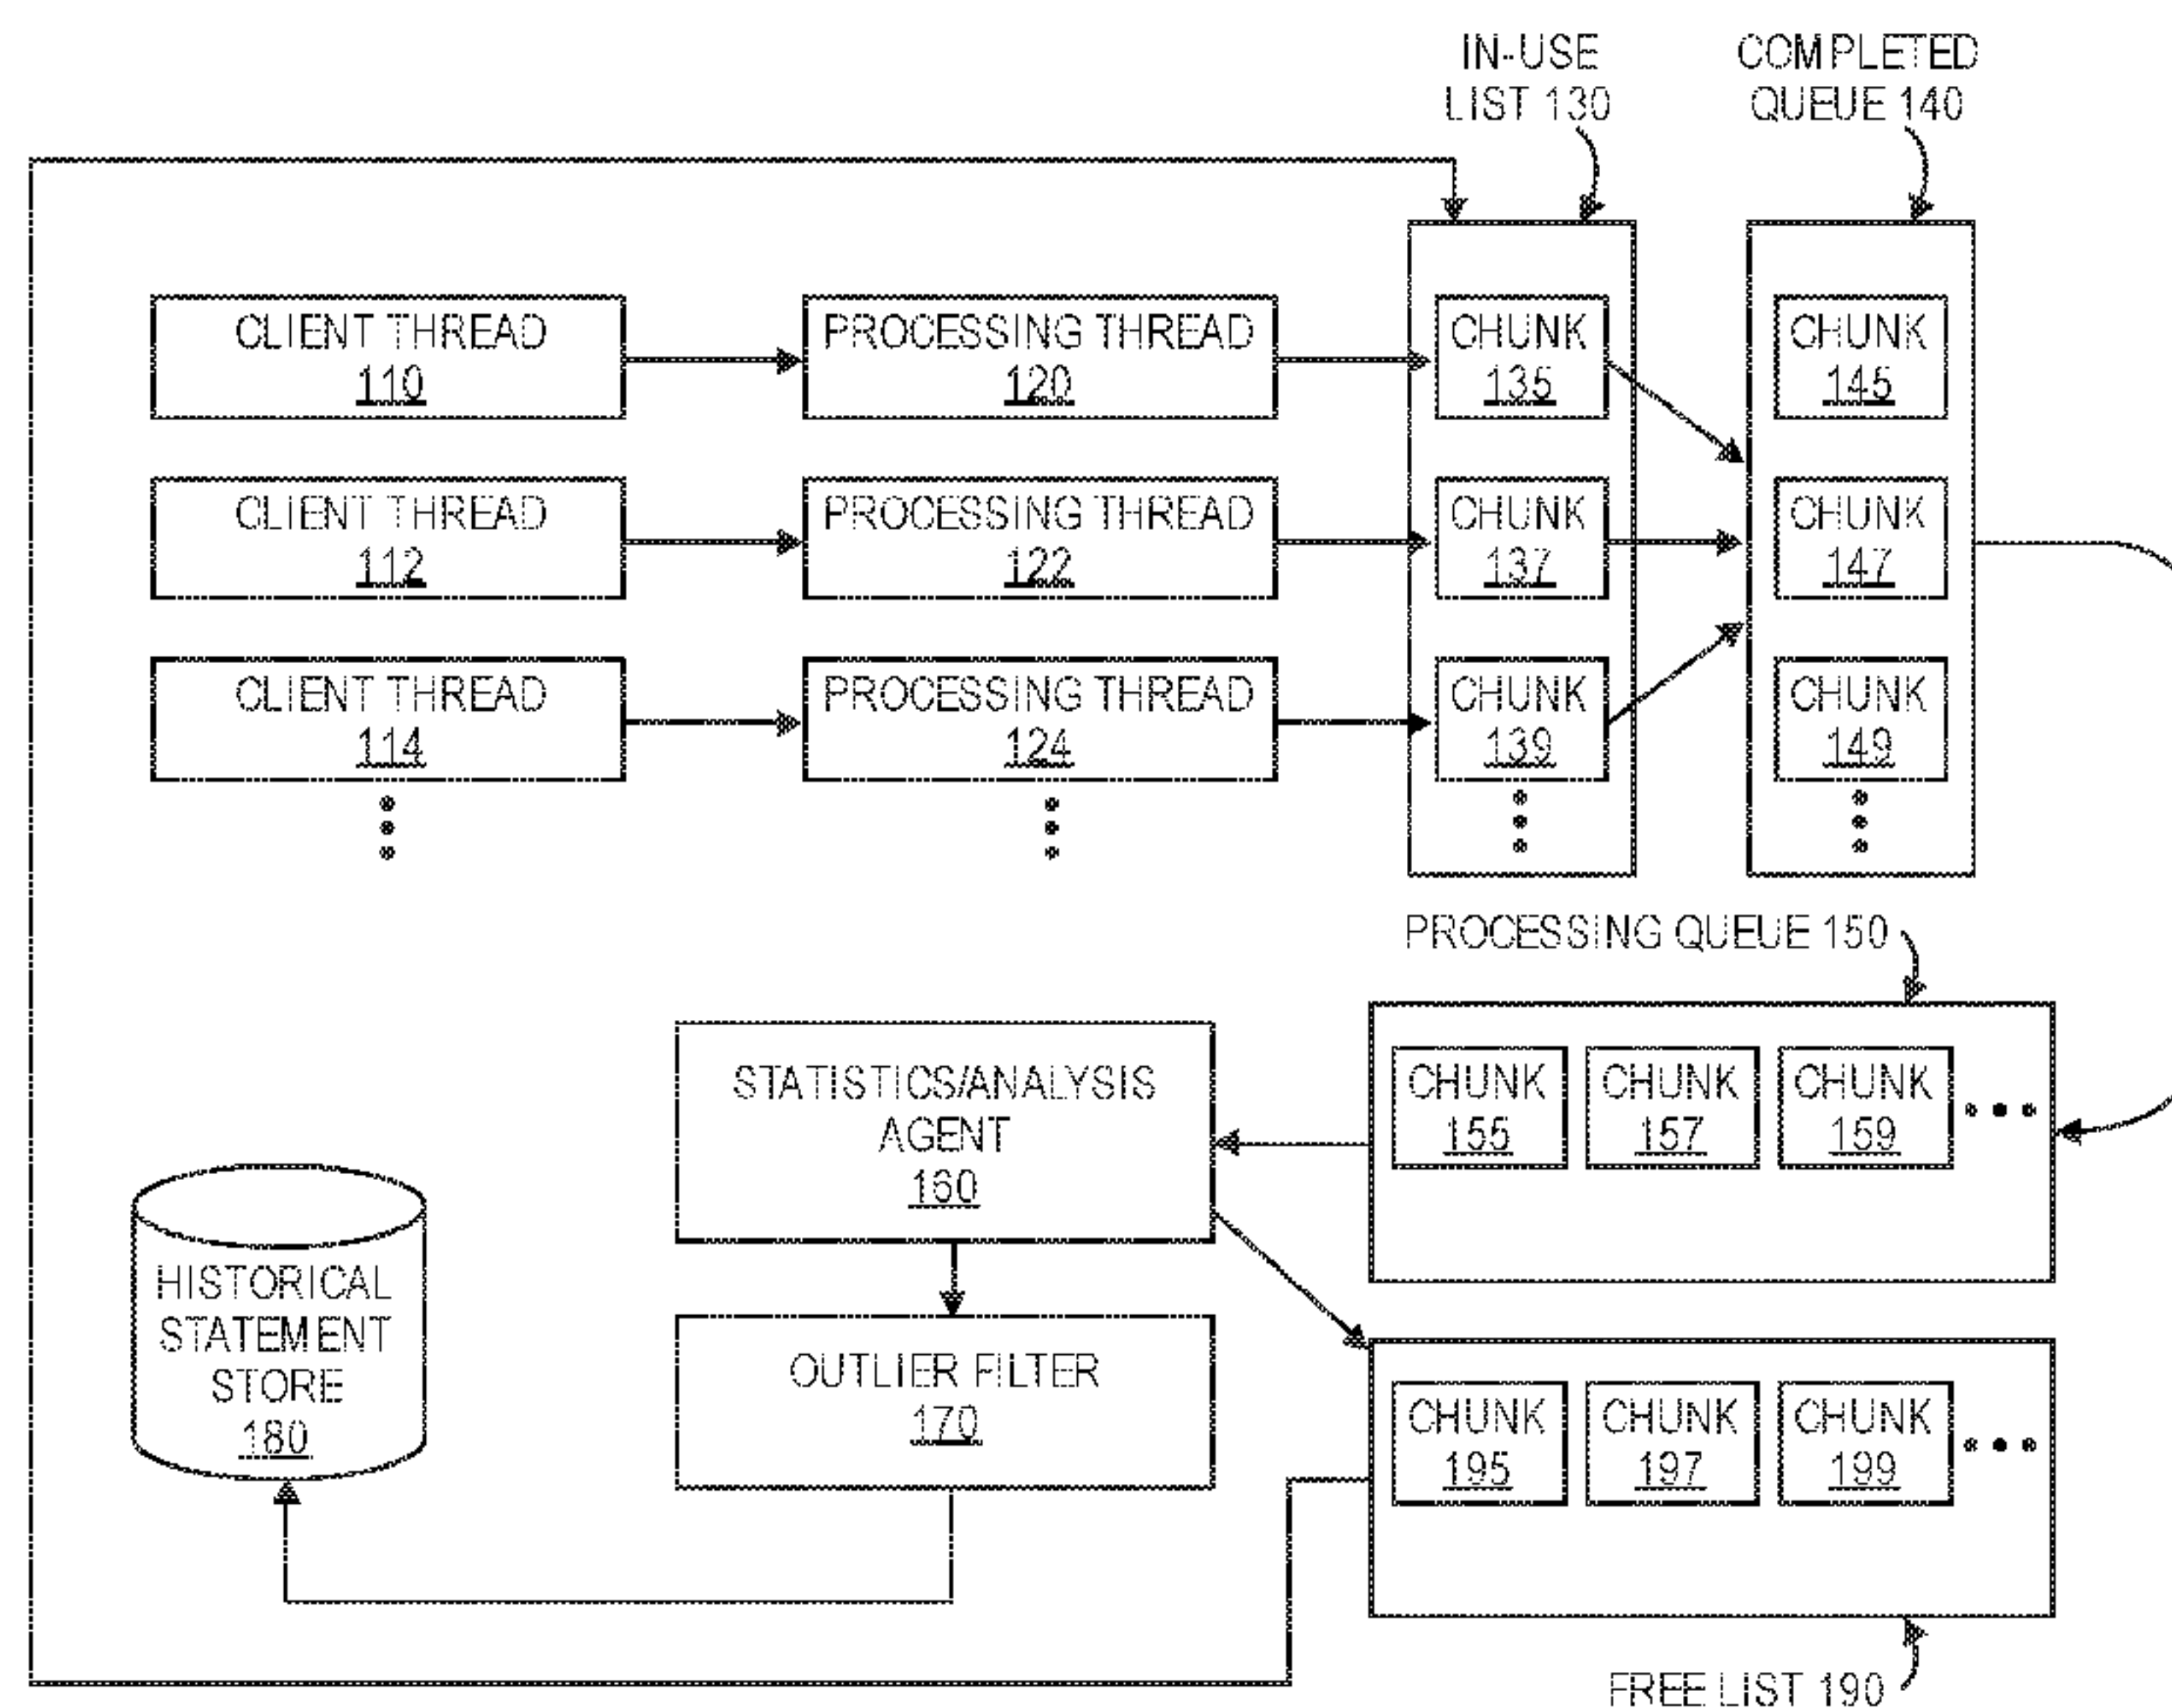 IN-USE
LIST 130
COMPLETED
QUEUE 140
CLIENT THREAD
110
PROCESSING THREAD
120
CHUNK
135
CHUNK
145
CLIENT THREAD
112
PROCESSING THREAD
122
CHUNK
137
CHUNK
147
CLIENT THREAD
114
PROCESSING THREAD
124
CHUNK
139
CHUNK
149
PROCESSING QUEUE 150
STATISTICS/ANALYSIS
AGENT
160
CHUNK
155
CHUNK
157
CHUNK
159
HISTORICAL
STATEMENT
STORE
180
OUTLIER FILTER
170
CHUNK
195
CHUNK
197
CHUNK
199
FREE LIST 190